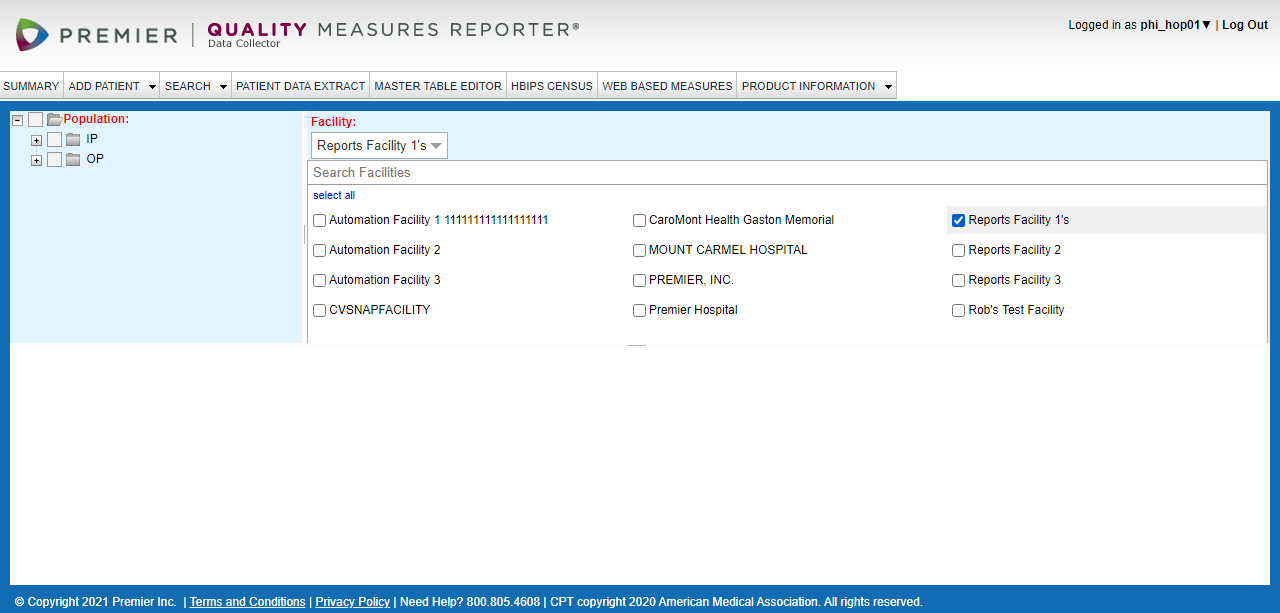 PREMIER | QUALITY MEASURES REPORTER®
Data Collector
Logged in as phi_hop01▼ | Log Out
SUMMARY ADD PATIENT SEARCH PATIENT DATA EXTRACT MASTER TABLE EDITOR HBIPS CENSUS WEB BASED MEASURES PRODUCT INFORMATION
Population:
IP
OP
Facility:
Reports Facility 1's
Search Facilities
select all
Automation Facility 1 111111111111111111 CaroMont Health Gaston Memorial Reports Facility 1's
Automation Facility 2 MOUNT CARMEL HOSPITAL Reports Facility 2
Automation Facility 3 PREMIER, INC. Reports Facility 3
CVSNAPFACILITY Premier Hospital Rob's Test Facility
© Copyright 2021 Premier Inc. | Terms and Conditions | Privacy Policy | Need Help? 800.805.4608 | CPT copyright 2020 American Medical Association. All rights reserved.